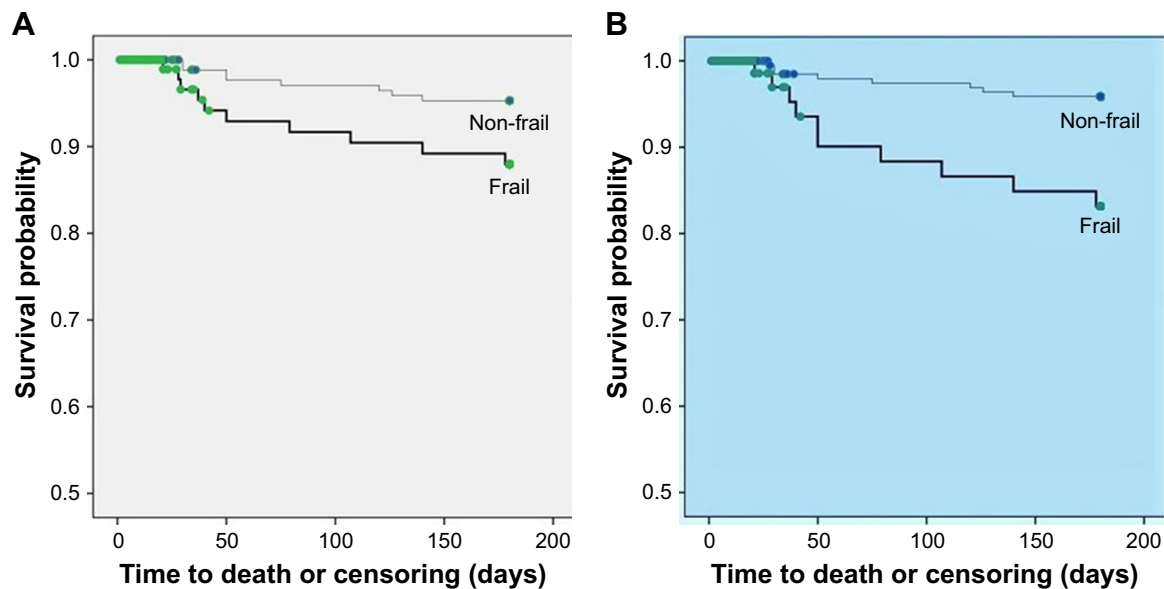 A
Survival probability
1.0
0.9
0.8
0.7
0.6
0.5
Non-frail
Frail
0
50
100
150
200
Time to death or censoring (days)
B
Survival probability
1.0
0.9
0.8
0.7
0.6
0.5
Non-frail
Frail
0
50
100
150
200
Time to death or censoring (days)